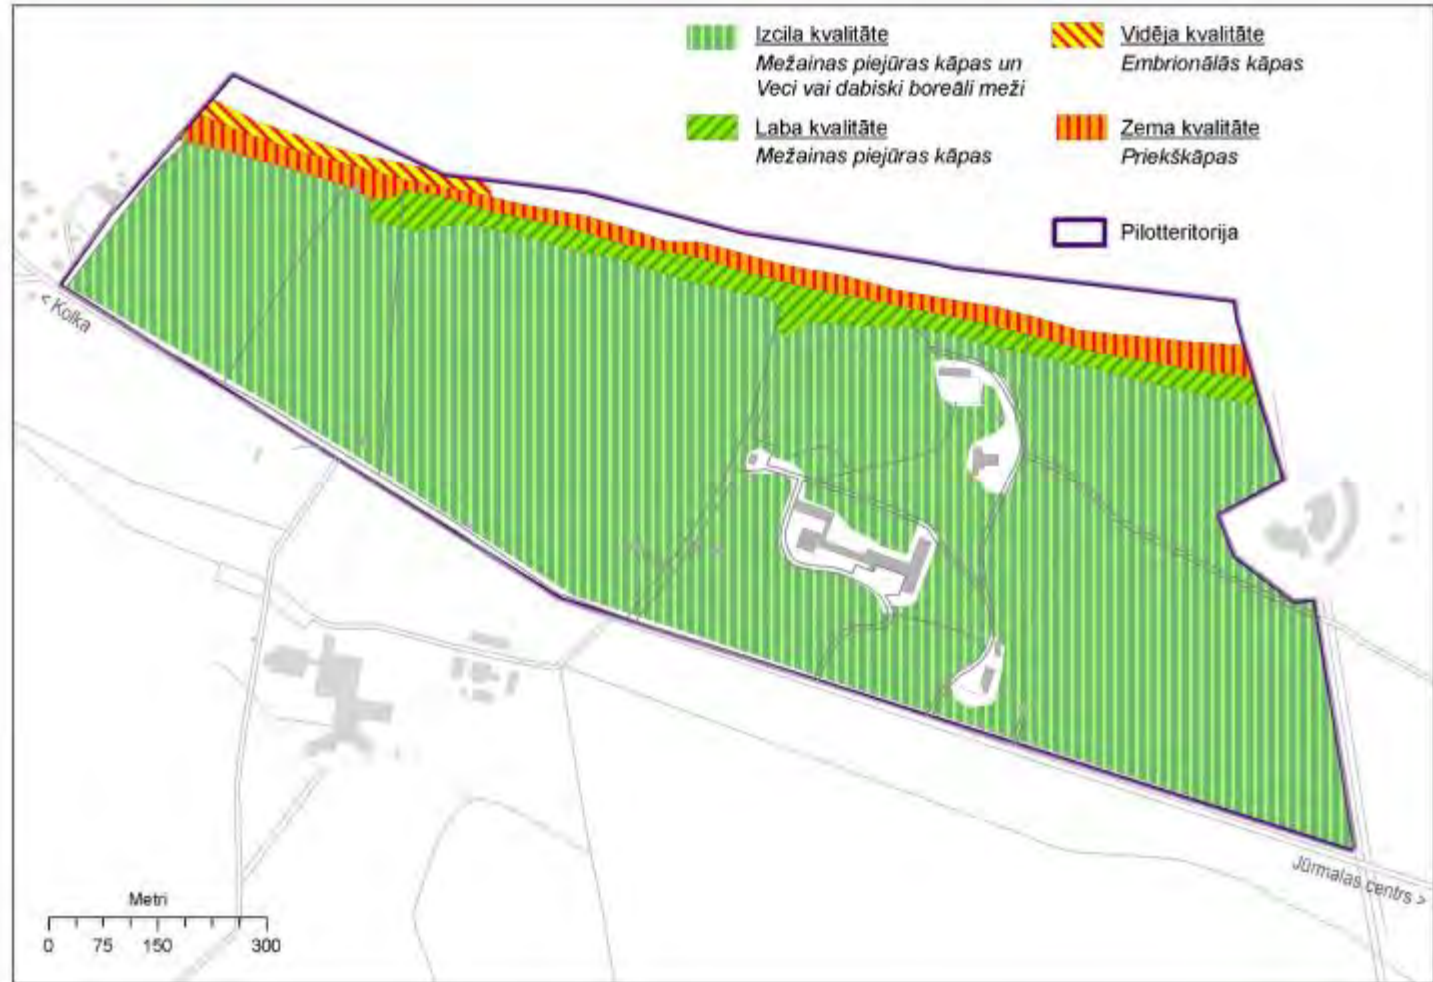 Izcila kvalitāte
Mežainas piejūras kāpas un
Veci vai dabiski boreāli meži
Laba kvalitāte
Mežainas piejūras kāpas
Vidēja kvalitāte
Embrionālās kāpas
Zema kvalitāte
Priekškāpas
Pilotteritorija
< Kolka
Jūrmalas centrs >
Metri
0 75 150 300